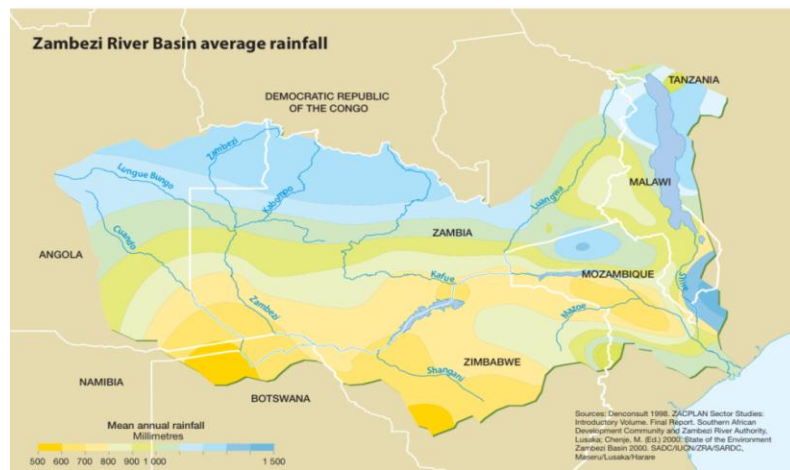 Zambezi River Basin average rainfall
TANZANIA
DEMOCRATIC REPUBLIC
OF THE CONGO
Zambezi
Lungue Bungo
Kabompo
Luangwa
MALAWI
Cuando
ZAMBIA
ANGOLA
Kafue
MOZAMBIQUE
Shire
Zambezi
Mazoe
ZIMBABWE
Shangani
NAMIBIA
BOTSWANA
Mean annual rainfall
Millimetres
500 600 700 800 900 1 000 1 500
Sources: Denconsult 1998. ZACPLAN Sector Studies:
Introductory Volume. Final Report. Southern African
Development Community and Zambezi River Authority,
Lusaka; Chenje, M. (Ed.) 2000. State of the Environment
Zambezi Basin 2000. SADC/IUCN/ZRA/SARDC,
Maseru/Lusaka/Harare